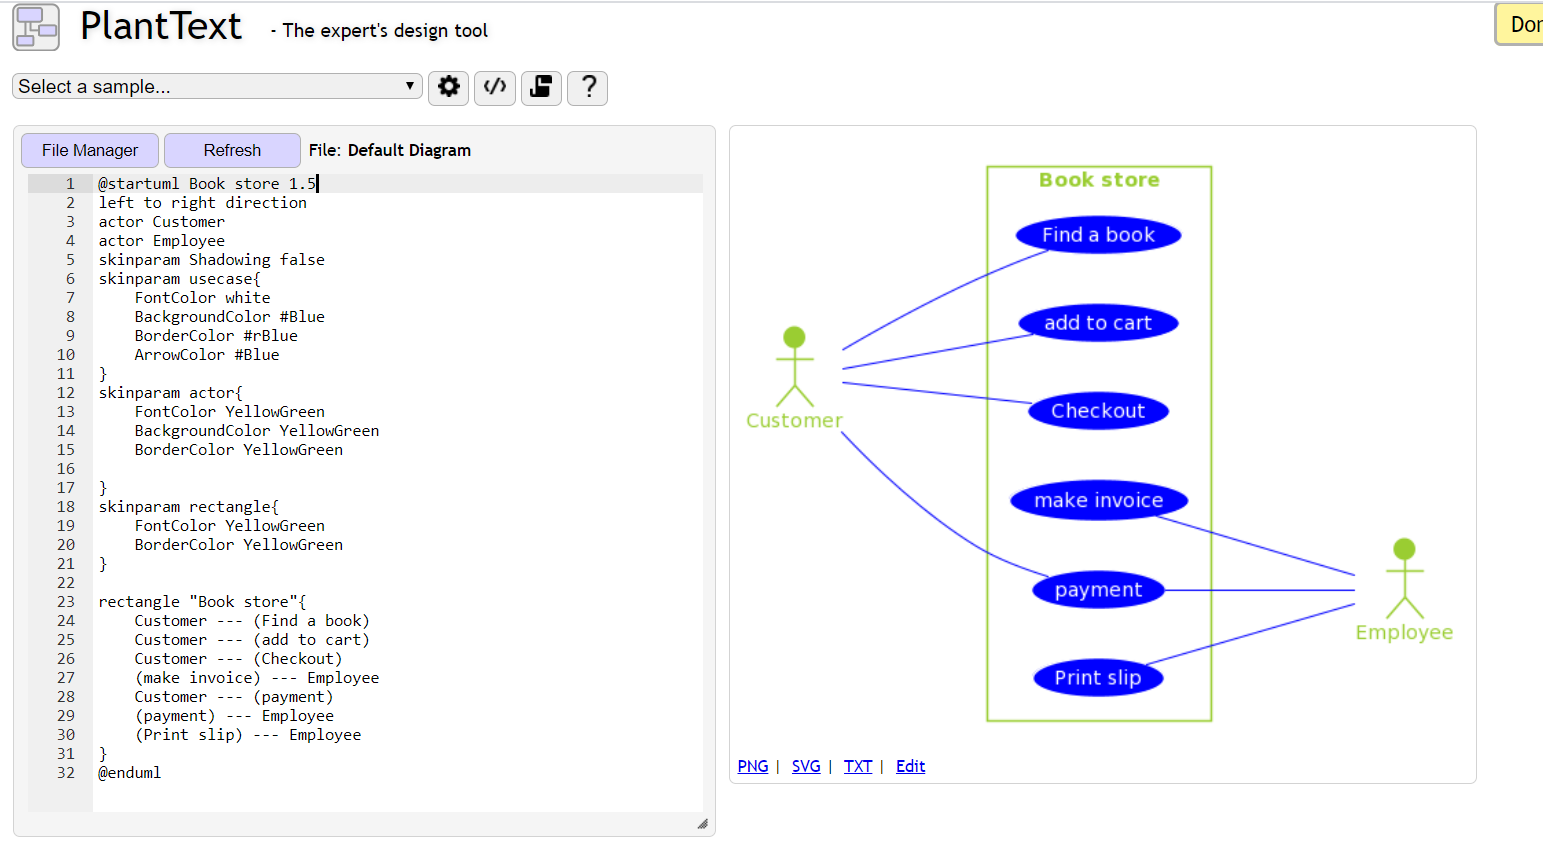 PlantText - The expert's design tool
Select a sample...
</>
?
File Manager Refresh File: Default Diagram
1 @startuml Book store 1.5
2 left to right direction
3 actor Customer
4 actor Employee
5 skinparam Shadowing false
6 skinparam usecase{
7 FontColor white
8 BackgroundColor #Blue
9 BorderColor #rBlue
10 ArrowColor #Blue
11 }
12 skinparam actor{
13 FontColor YellowGreen
14 BackgroundColor YellowGreen
15 BorderColor YellowGreen
16
17 }
18 skinparam rectangle{
19 FontColor YellowGreen
20 BorderColor YellowGreen
21 }
22
23 rectangle "Book store"{
24 Customer --- (Find a book)
25 Customer --- (add to cart)
26 Customer --- (Checkout)
27 (make invoice) --- Employee
28 Customer --- (payment)
29 (payment) --- Employee
30 (Print slip) --- Employee
31 }
32 @enduml
Book store
Find a book
add to cart
Checkout
Customer
make invoice
payment
Employee
Print slip
PNG | SVG | TXT | Edit